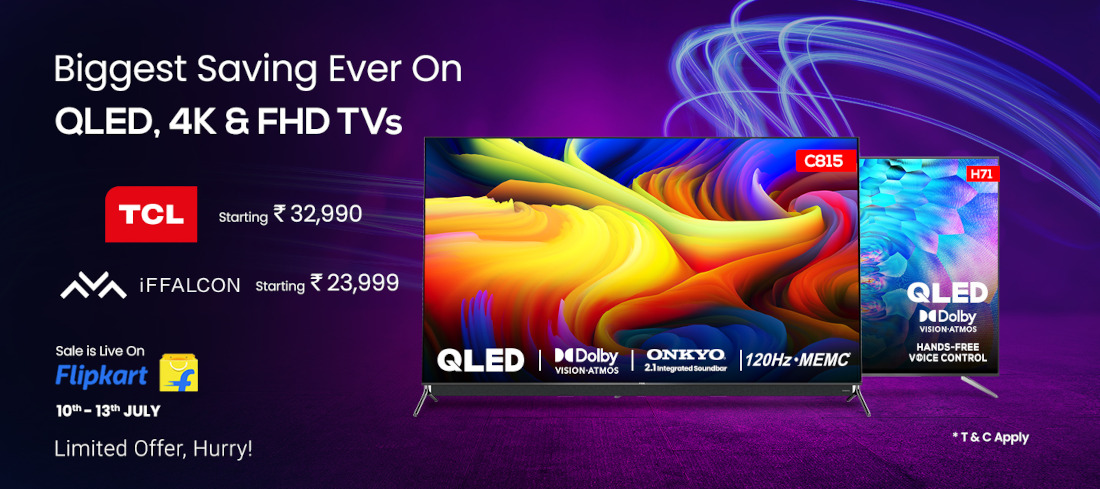 Biggest Saving Ever On
QLED, 4K & FHD TVs
TCL
Starting ₹ 32,990
iFFALCON
Starting ₹ 23,999
Sale is Live On
Flipkart
10th - 13th JULY
Limited Offer, Hurry!
C815
QLED
Dolby
VISION·ATMOS
ONKYO
2.1 Integrated Soundbar
120Hz·MEMC
H71
QLED
Dolby
VISION·ATMOS
HANDS-FREE
VOICE CONTROL
* T & C Apply